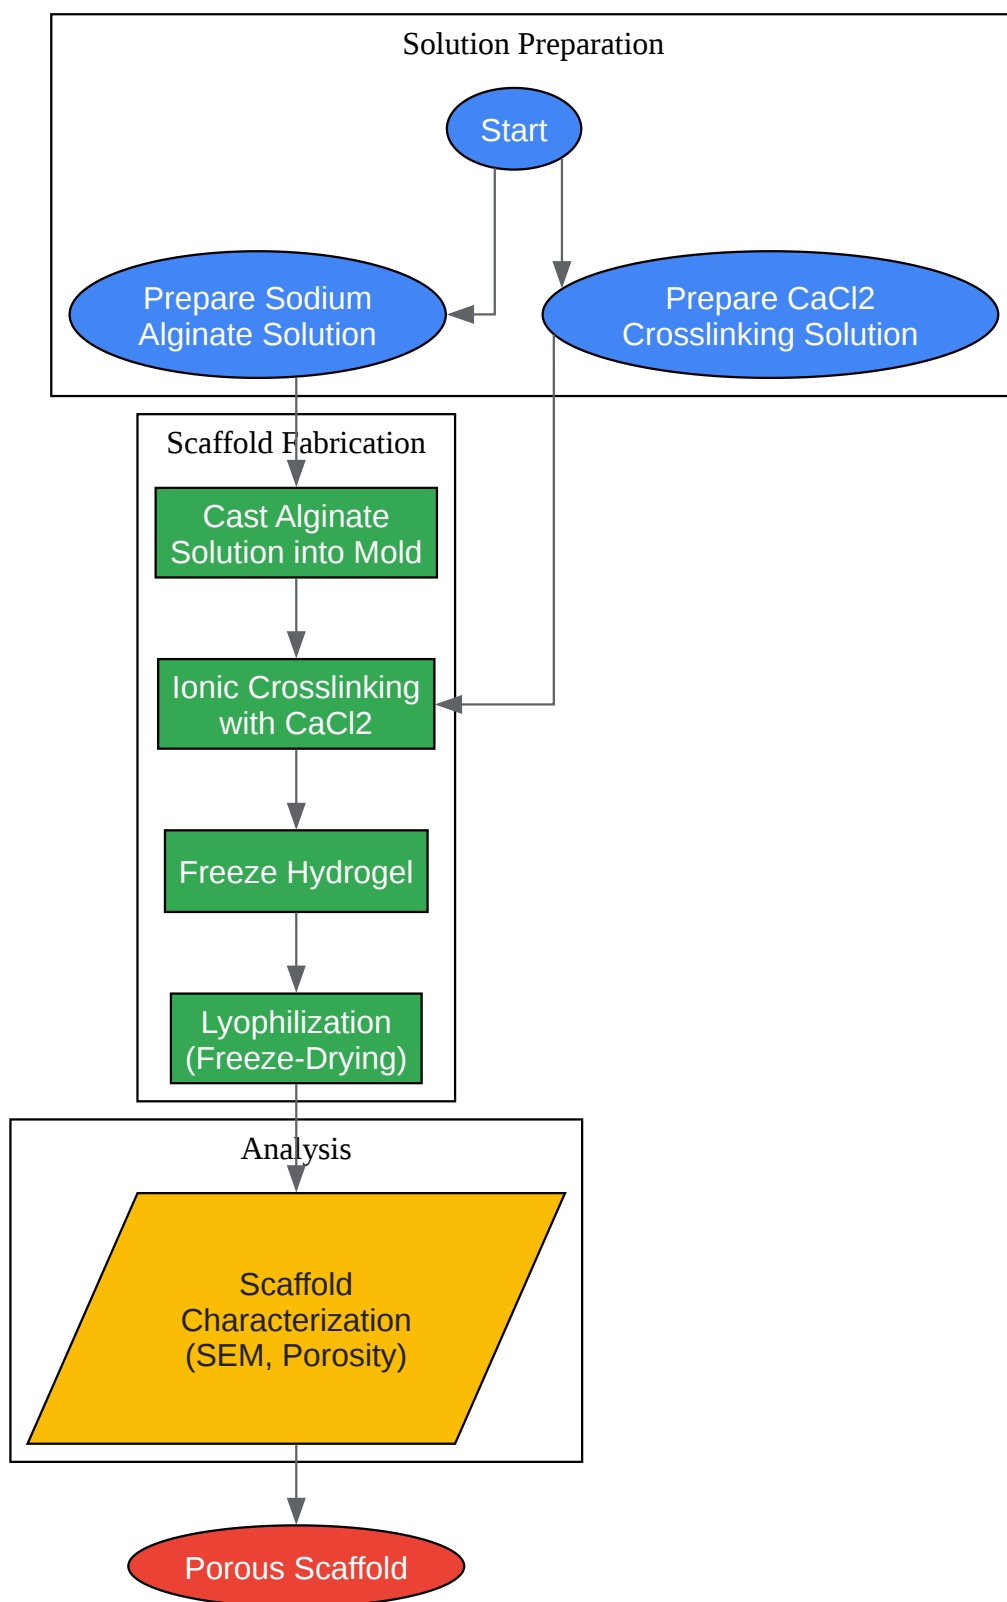 Solution Preparation
Start
Prepare Sodium
Alginate Solution
Prepare CaCl2
Crosslinking Solution
Scaffold Fabrication
Cast Alginate
Solution into Mold
Ionic Crosslinking
with CaCl2
Freeze Hydrogel
Lyophilization
(Freeze-Drying)
Analysis
Scaffold
Characterization
(SEM, Porosity)
Porous Scaffold